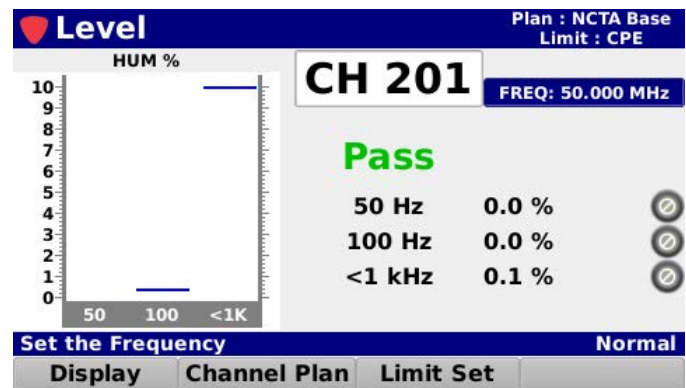 Level
Plan : NCTA Base
Limit : CPE
HUM %
10
9
8
7
6
5
4
3
2
1
0
50 100 <1K
CH 201
FREQ: 50.000 MHz
Pass
50 Hz 0.0 %
100 Hz 0.0 %
<1 kHz 0.1 %
Set the Frequency Normal
Display Channel Plan Limit Set